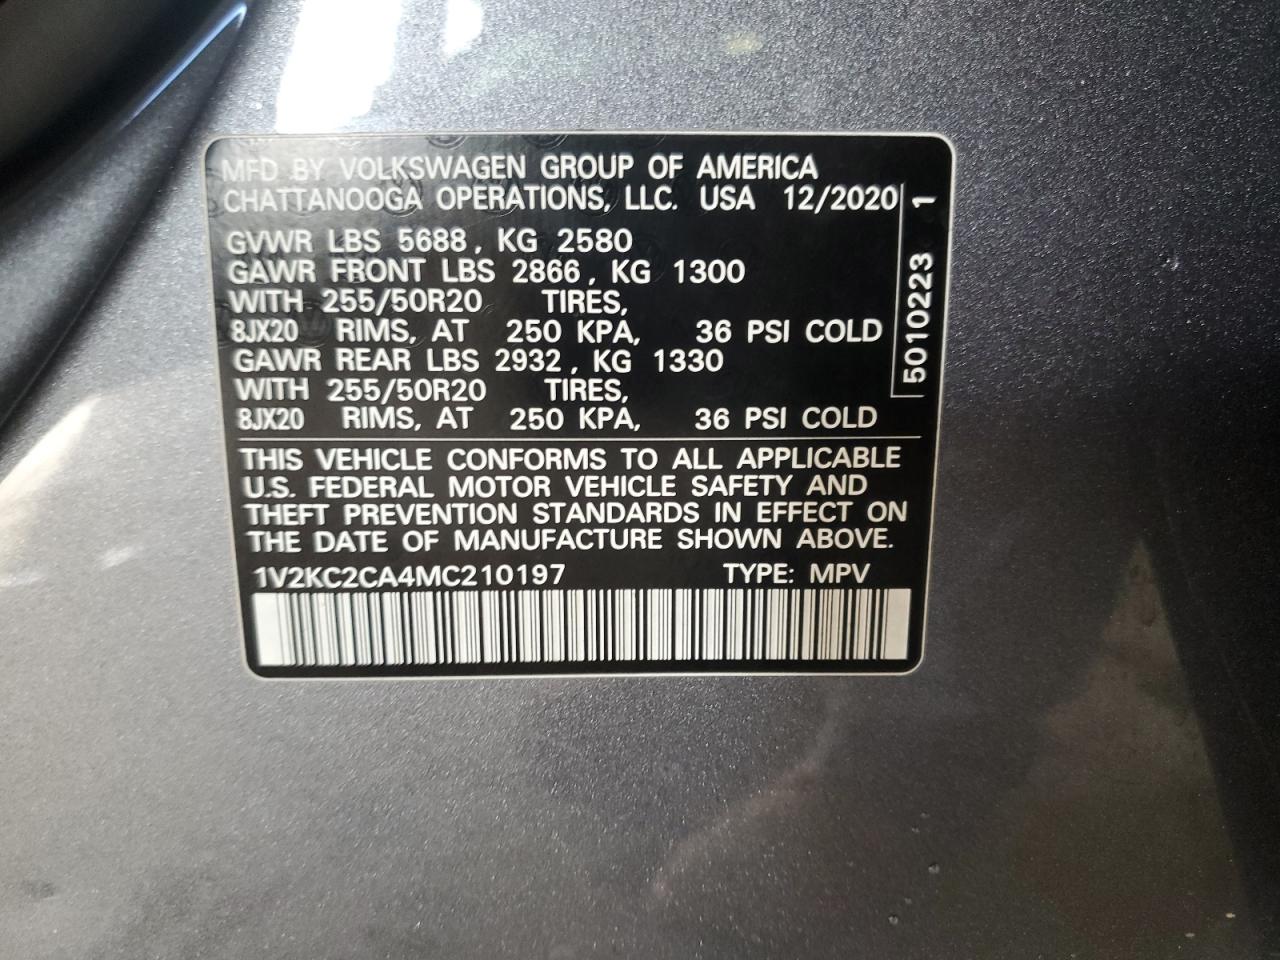 MFD BY VOLKSWAGEN GROUP OF AMERICA
CHATTANOOGA OPERATIONS, LLC. USA 12/2020
GVWR LBS 5688, KG 2580
GAWR FRONT LBS 2866, KG 1300
WITH 255/50R20 TIRES,
8JX20 RIMS, AT 250 KPA, 36 PSI COLD
GAWR REAR LBS 2932, KG 1330
WITH 255/50R20 TIRES,
8JX20 RIMS, AT 250 KPA, 36 PSI COLD
5010223 1
THIS VEHICLE CONFORMS TO ALL APPLICABLE
U.S. FEDERAL MOTOR VEHICLE SAFETY AND
THEFT PREVENTION STANDARDS IN EFFECT ON
THE DATE OF MANUFACTURE SHOWN ABOVE.
1V2KC2CA4MC210197 TYPE: MPV